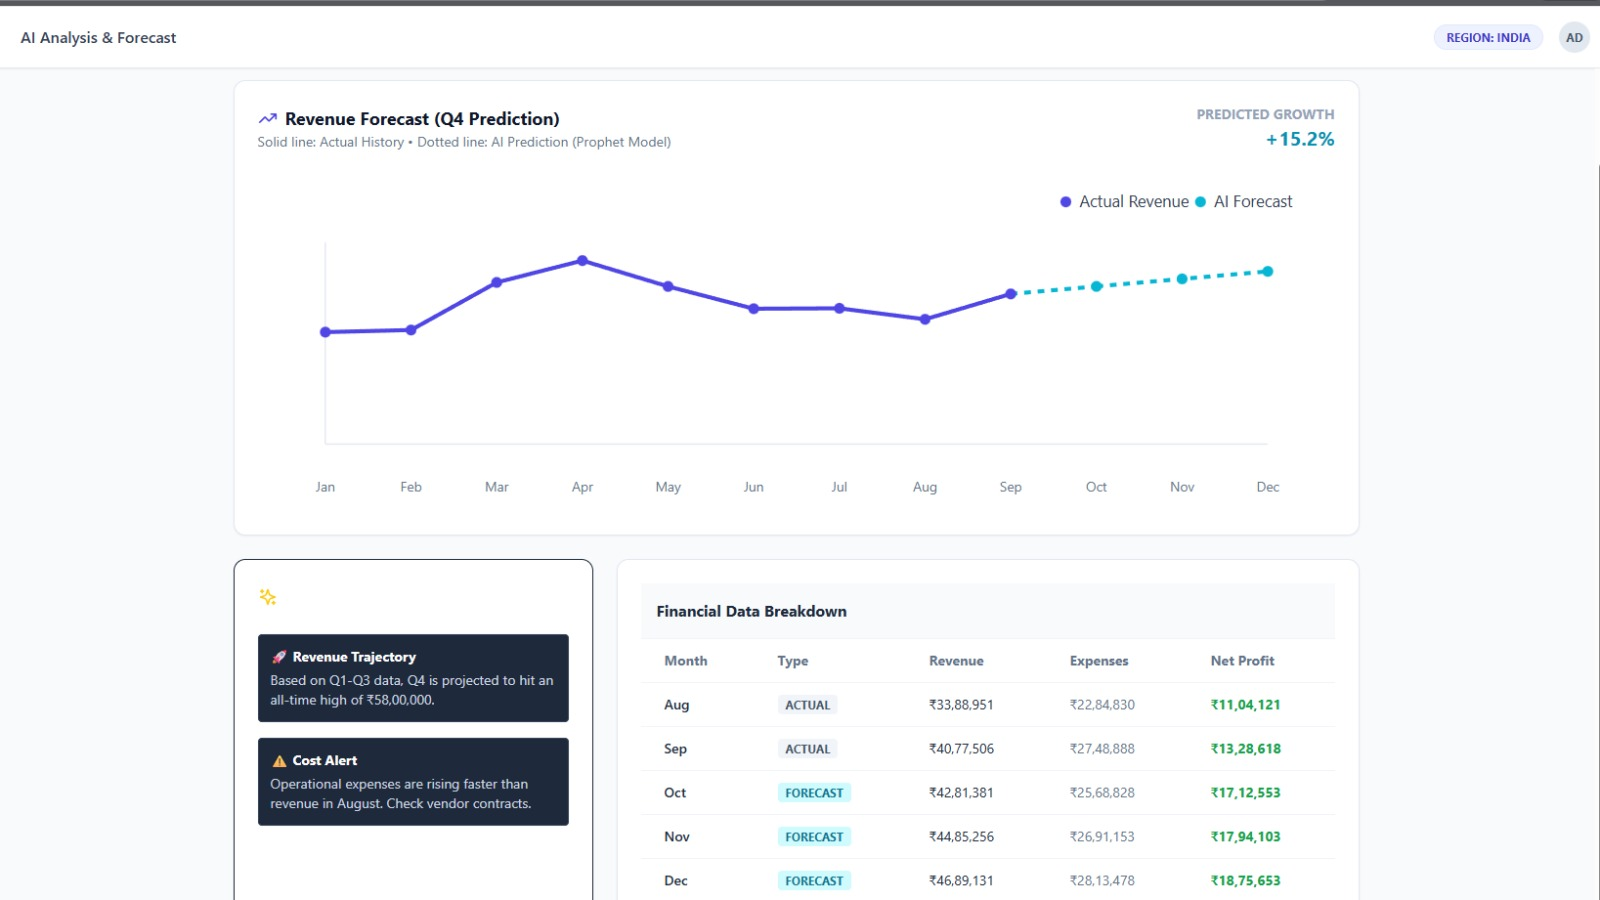 AI Analysis & Forecast
REGION: INDIA
AD
Revenue Forecast (Q4 Prediction)
Solid line: Actual History • Dotted line: AI Prediction (Prophet Model)
PREDICTED GROWTH
+15.2%
Actual Revenue AI Forecast
Jan Feb Mar Apr May Jun Jul Aug Sep Oct Nov Dec
🚀 Revenue Trajectory
Based on Q1-Q3 data, Q4 is projected to hit an
all-time high of ₹58,00,000.
⚠️ Cost Alert
Operational expenses are rising faster than
revenue in August. Check vendor contracts.
Financial Data Breakdown
Month Type Revenue Expenses Net Profit
Aug ACTUAL ₹33,88,951 ₹22,84,830 ₹11,04,121
Sep ACTUAL ₹40,77,506 ₹27,48,888 ₹13,28,618
Oct FORECAST ₹42,81,381 ₹25,68,828 ₹17,12,553
Nov FORECAST ₹44,85,256 ₹26,91,153 ₹17,94,103
Dec FORECAST ₹46,89,131 ₹28,13,478 ₹18,75,653